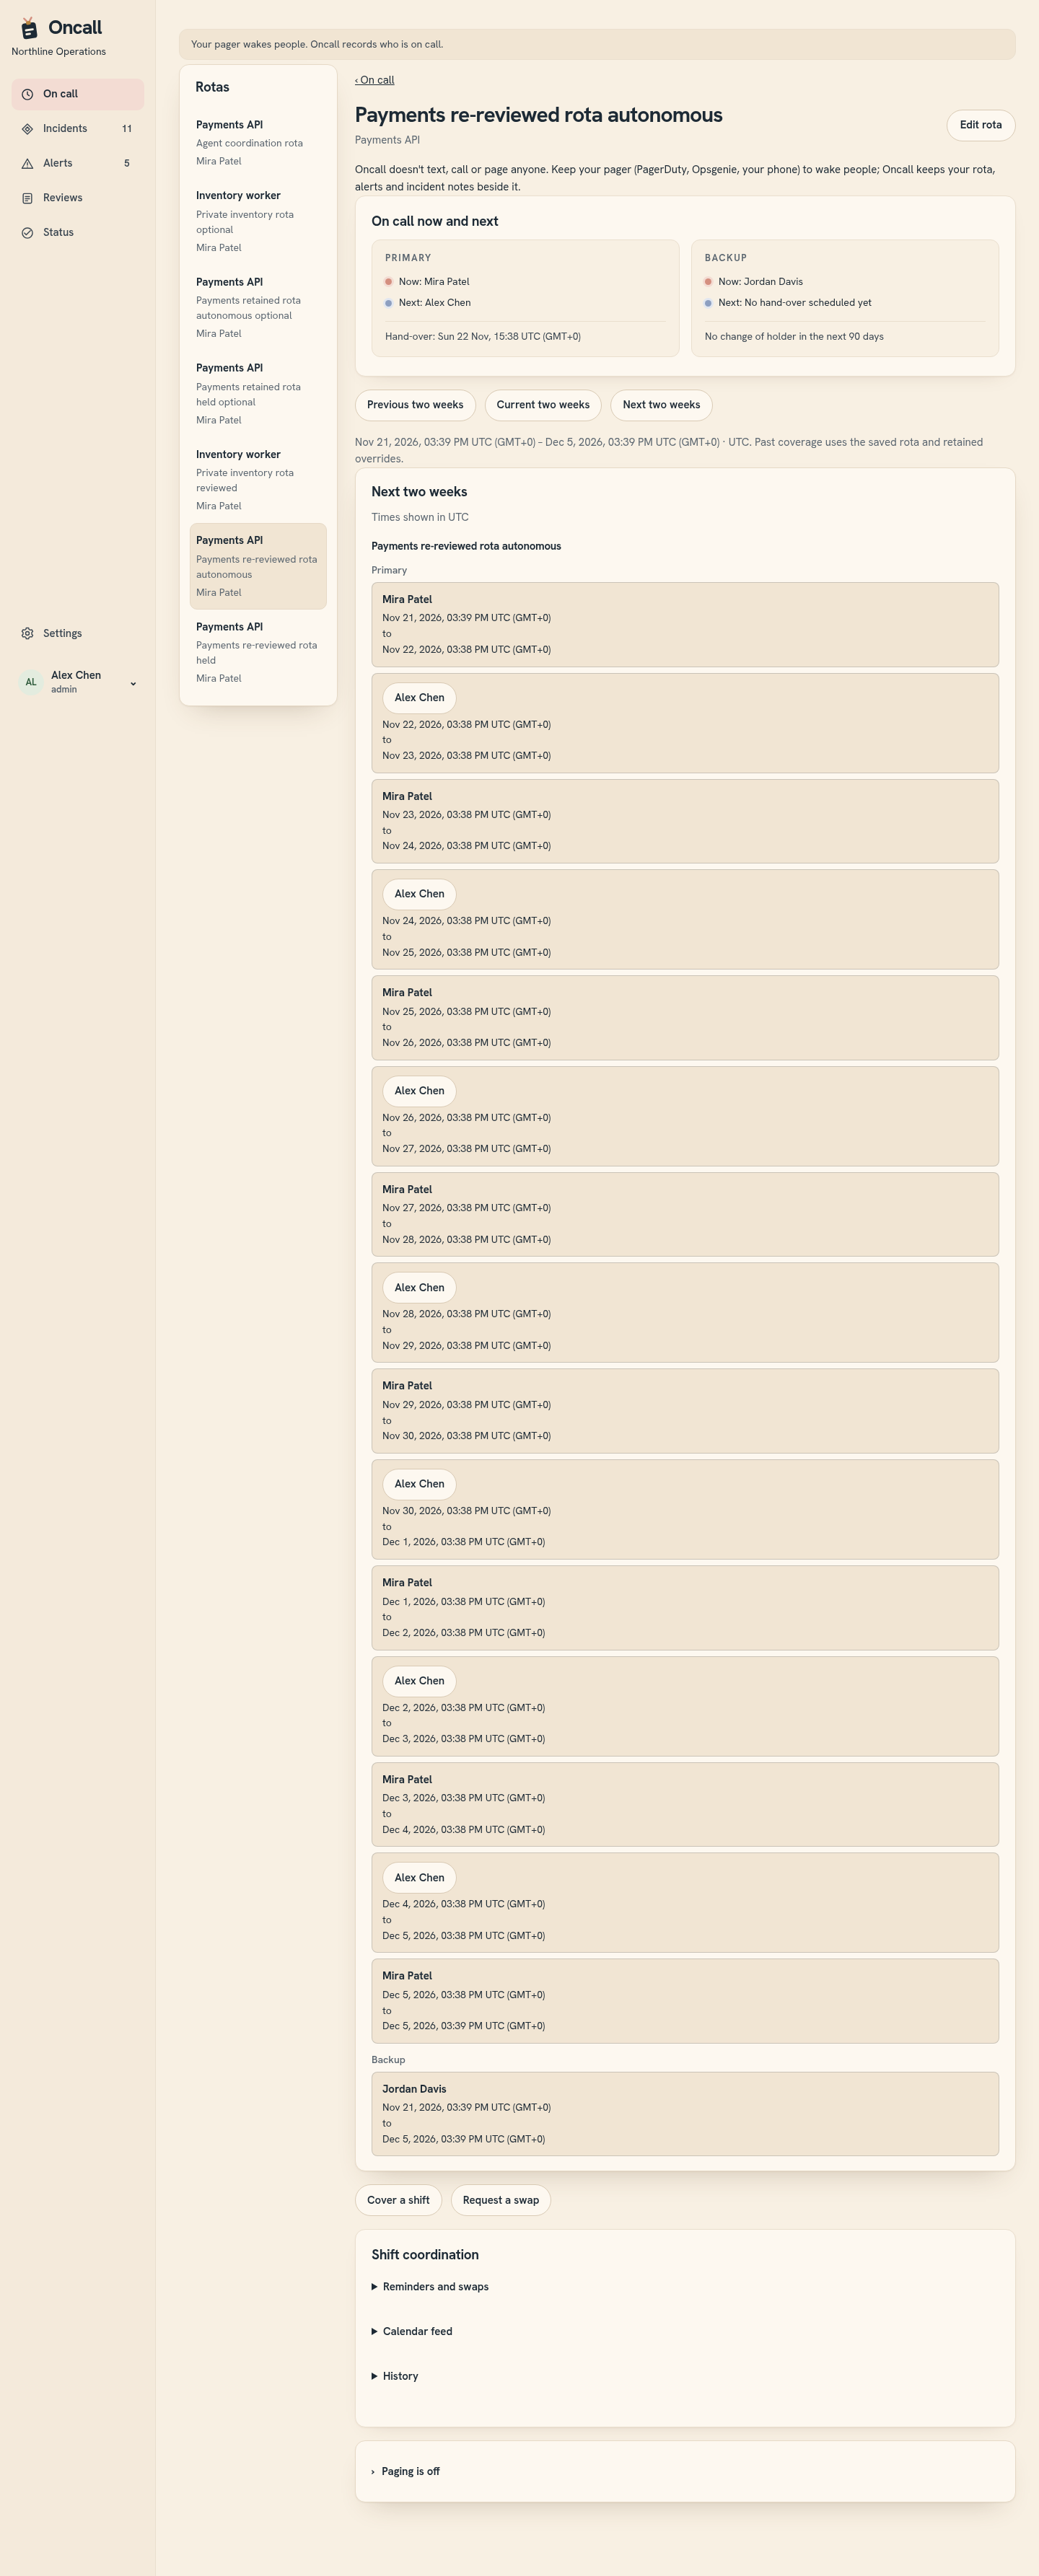 Oncall
Northline Operations
On call
Incidents 11
Alerts 5
Reviews
Status
Settings
AL
Alex Chen
admin
Your pager wakes people. Oncall records who is on call.
Rotas
Payments API
Agent coordination rota
Mira Patel
Inventory worker
Private inventory rota
optional
Mira Patel
Payments API
Payments retained rota
autonomous optional
Mira Patel
Payments API
Payments retained rota
held optional
Mira Patel
Inventory worker
Private inventory rota
reviewed
Mira Patel
Payments API
Payments re-reviewed rota
autonomous
Mira Patel
Payments API
Payments re-reviewed rota
held
Mira Patel
‹ On call
Payments re-reviewed rota autonomous
Payments API
Edit rota
Oncall doesn't text, call or page anyone. Keep your pager (PagerDuty, Opsgenie, your phone) to wake people; Oncall keeps your rota,
alerts and incident notes beside it.
On call now and next
PRIMARY
Now: Mira Patel
Next: Alex Chen
Hand-over: Sun 22 Nov, 15:38 UTC (GMT+0)
BACKUP
Now: Jordan Davis
Next: No hand-over scheduled yet
No change of holder in the next 90 days
Previous two weeks
Current two weeks
Next two weeks
Nov 21, 2026, 03:39 PM UTC (GMT+0) – Dec 5, 2026, 03:39 PM UTC (GMT+0) · UTC. Past coverage uses the saved rota and retained
overrides.
Next two weeks
Times shown in UTC
Payments re-reviewed rota autonomous
Primary
Mira Patel
Nov 21, 2026, 03:39 PM UTC (GMT+0)
to
Nov 22, 2026, 03:38 PM UTC (GMT+0)
Alex Chen
Nov 22, 2026, 03:38 PM UTC (GMT+0)
to
Nov 23, 2026, 03:38 PM UTC (GMT+0)
Mira Patel
Nov 23, 2026, 03:38 PM UTC (GMT+0)
to
Nov 24, 2026, 03:38 PM UTC (GMT+0)
Alex Chen
Nov 24, 2026, 03:38 PM UTC (GMT+0)
to
Nov 25, 2026, 03:38 PM UTC (GMT+0)
Mira Patel
Nov 25, 2026, 03:38 PM UTC (GMT+0)
to
Nov 26, 2026, 03:38 PM UTC (GMT+0)
Alex Chen
Nov 26, 2026, 03:38 PM UTC (GMT+0)
to
Nov 27, 2026, 03:38 PM UTC (GMT+0)
Mira Patel
Nov 27, 2026, 03:38 PM UTC (GMT+0)
to
Nov 28, 2026, 03:38 PM UTC (GMT+0)
Alex Chen
Nov 28, 2026, 03:38 PM UTC (GMT+0)
to
Nov 29, 2026, 03:38 PM UTC (GMT+0)
Mira Patel
Nov 29, 2026, 03:38 PM UTC (GMT+0)
to
Nov 30, 2026, 03:38 PM UTC (GMT+0)
Alex Chen
Nov 30, 2026, 03:38 PM UTC (GMT+0)
to
Dec 1, 2026, 03:38 PM UTC (GMT+0)
Mira Patel
Dec 1, 2026, 03:38 PM UTC (GMT+0)
to
Dec 2, 2026, 03:38 PM UTC (GMT+0)
Alex Chen
Dec 2, 2026, 03:38 PM UTC (GMT+0)
to
Dec 3, 2026, 03:38 PM UTC (GMT+0)
Mira Patel
Dec 3, 2026, 03:38 PM UTC (GMT+0)
to
Dec 4, 2026, 03:38 PM UTC (GMT+0)
Alex Chen
Dec 4, 2026, 03:38 PM UTC (GMT+0)
to
Dec 5, 2026, 03:38 PM UTC (GMT+0)
Mira Patel
Dec 5, 2026, 03:38 PM UTC (GMT+0)
to
Dec 5, 2026, 03:39 PM UTC (GMT+0)
Backup
Jordan Davis
Nov 21, 2026, 03:39 PM UTC (GMT+0)
to
Dec 5, 2026, 03:39 PM UTC (GMT+0)
Cover a shift
Request a swap
Shift coordination
Reminders and swaps
Calendar feed
History
› Paging is off